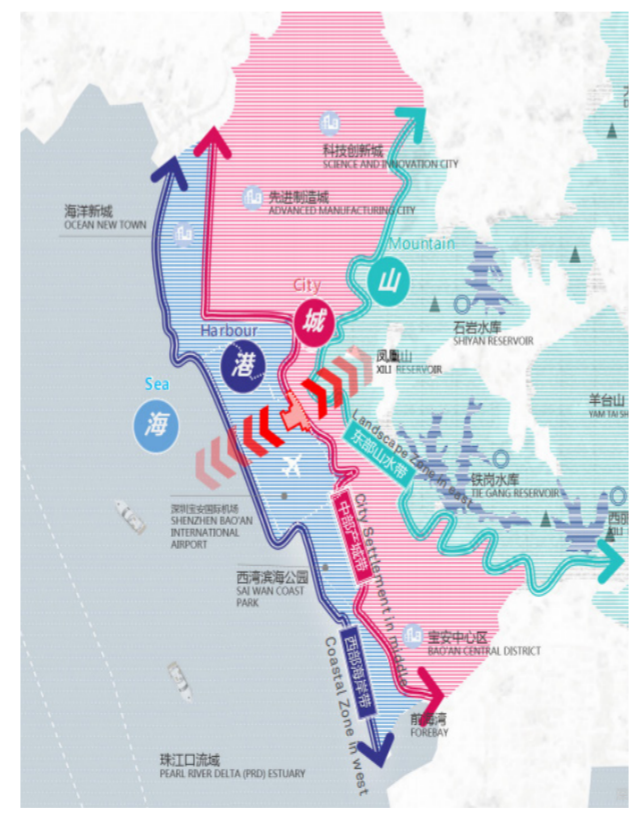 科技创新城
SCIENCE AND INNOVATION CITY
先进制造城
ADVANCED MANUFACTURING CITY
海洋新城
OCEAN NEW TOWN
Mountain
山
City
城
Harbour
港
Sea
海
石岩水库
SHIYAN RESERVOIR
凤凰山
XILI RESERVOIR
羊台山
YAM TAI SH
Landscape Zone in east
东部山水带
铁岗水库
TIE GANG RESERVOIR
深圳宝安国际机场
SHENZHEN BAO'AN
INTERNATIONAL
AIRPORT
City Settlement in middle
中部产城带
西湾滨海公园
SAI WAN COAST
PARK
西部海岸带
Coastal Zone in west
宝安中心区
BAO'AN CENTRAL DISTRICT
前海湾
FOREBAY
珠江口流域
PEARL RIVER DELTA (PRD) ESTUARY